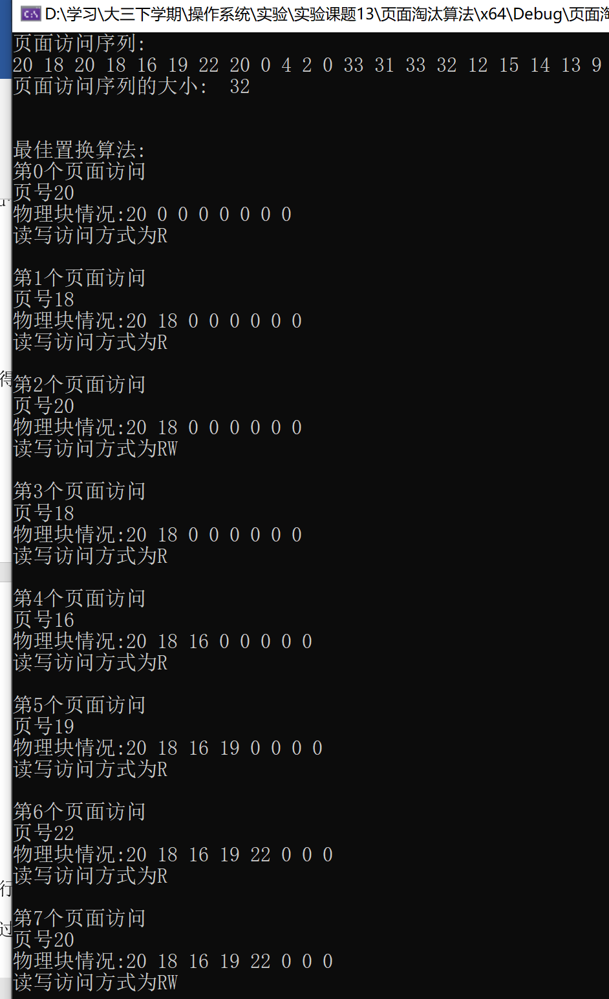 D:\学习\大三下学期\操作系统\实验\实验课题13\页面淘汰算法\x64\Debug\页面淘
页面访问序列:
20 18 20 18 16 19 22 20 0 4 2 0 33 31 33 32 12 15 14 13 9
页面访问序列的大小:  32
最佳置换算法:
第0个页面访问
页号20
物理块情况:20 0 0 0 0 0 0 0
读写访问方式为R
第1个页面访问
页号18
物理块情况:20 18 0 0 0 0 0 0
读写访问方式为R
得
第2个页面访问
页号20
物理块情况:20 18 0 0 0 0 0 0
读写访问方式为RW
第3个页面访问
页号18
物理块情况:20 18 0 0 0 0 0 0
读写访问方式为R
第4个页面访问
页号16
物理块情况:20 18 16 0 0 0 0 0
读写访问方式为R
第5个页面访问
页号19
物理块情况:20 18 16 19 0 0 0 0
读写访问方式为R
第6个页面访问
页号22
物理块情况:20 18 16 19 22 0 0 0
读写访问方式为R
行
第7个页面访问
过
页号20
物理块情况:20 18 16 19 22 0 0 0
读写访问方式为RW